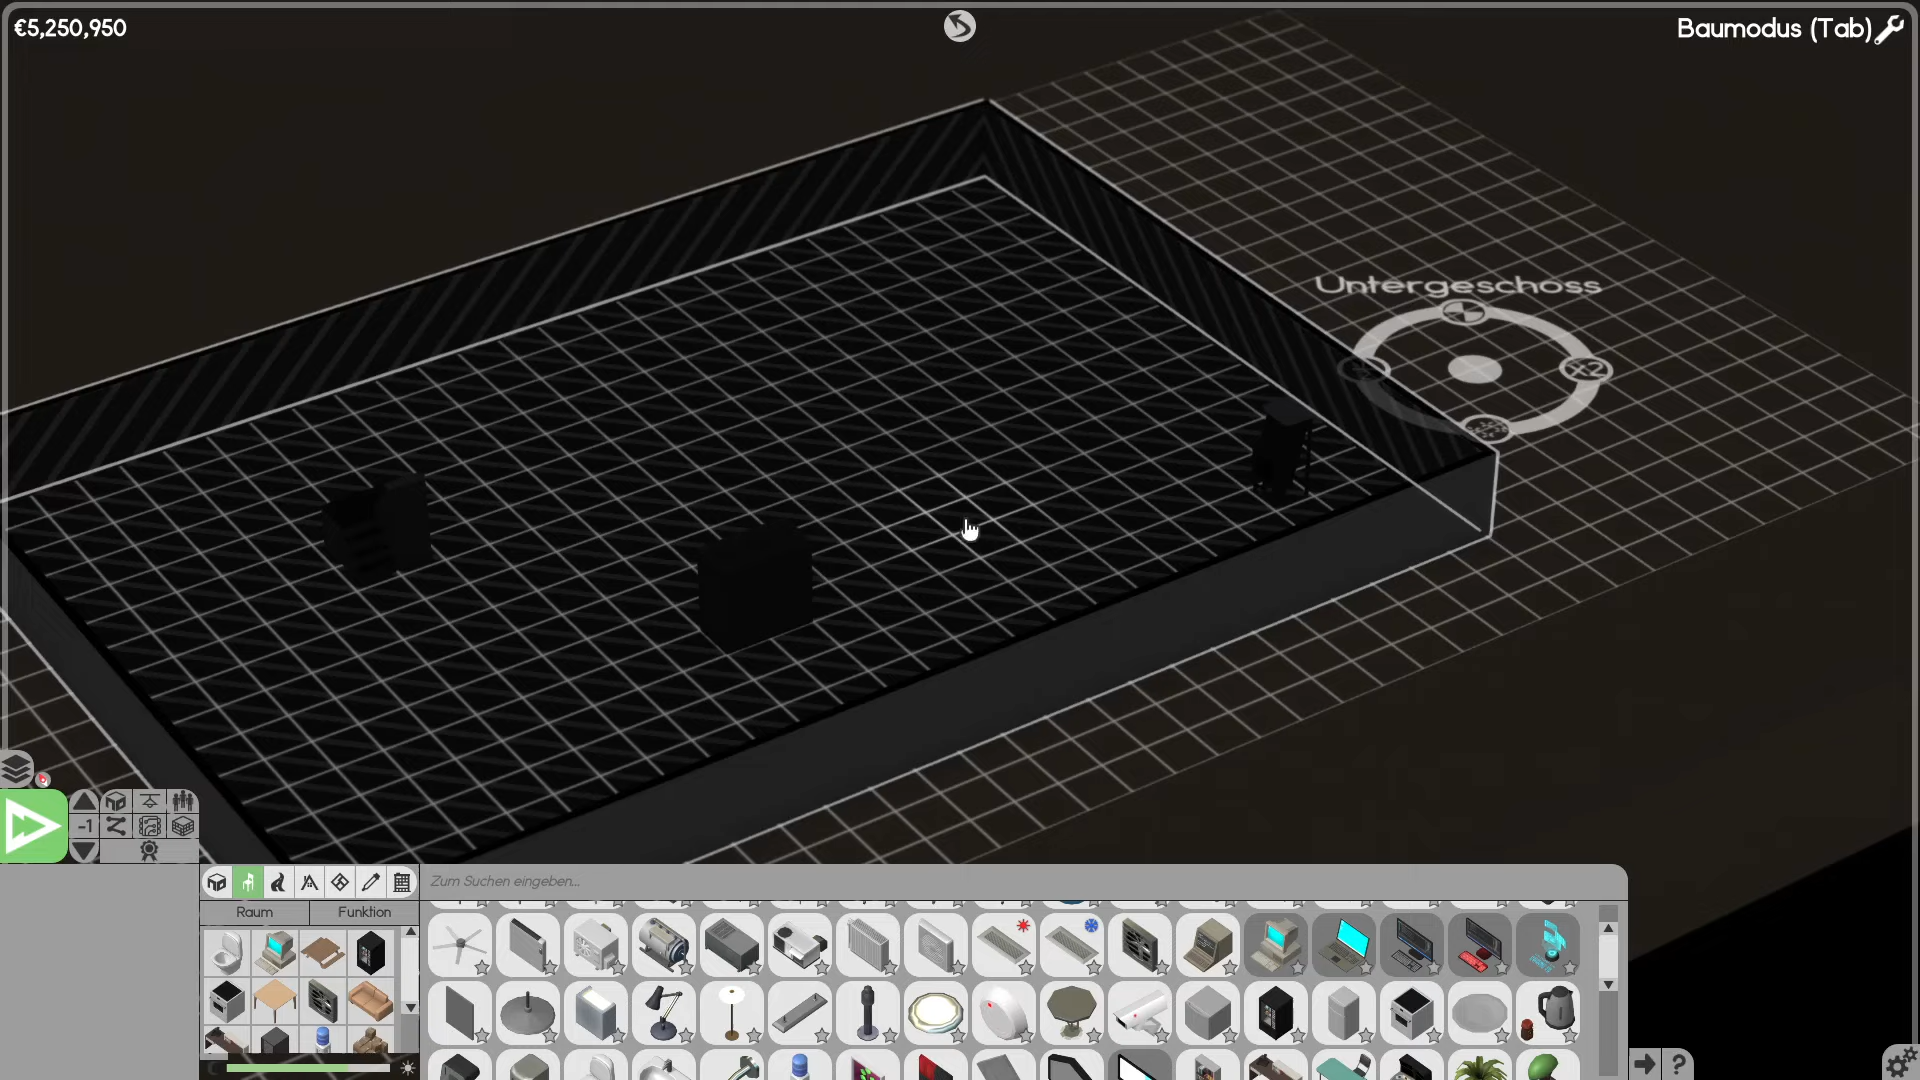 €5,250,950
Baumodus (Tab)
Untergeschoss
x2
-1
Zum Suchen eingeben...
Raum
Funktion
?